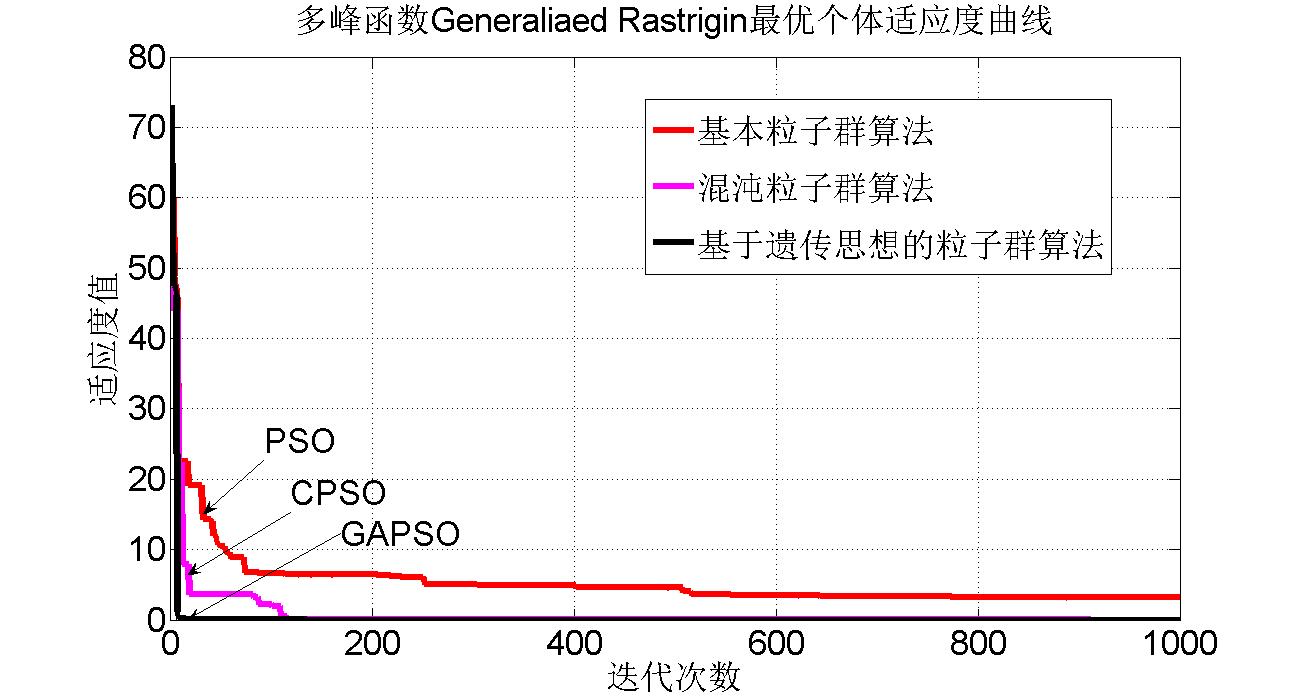 多峰函数Generaliaed Rastrigin最优个体适应度曲线
80
70
60
50
40
30
20
10
0
适应度值
基本粒子群算法
混沌粒子群算法
基于遗传思想的粒子群算法
PSO
CPSO
GAPSO
0 200 400 600 800 1000
迭代次数